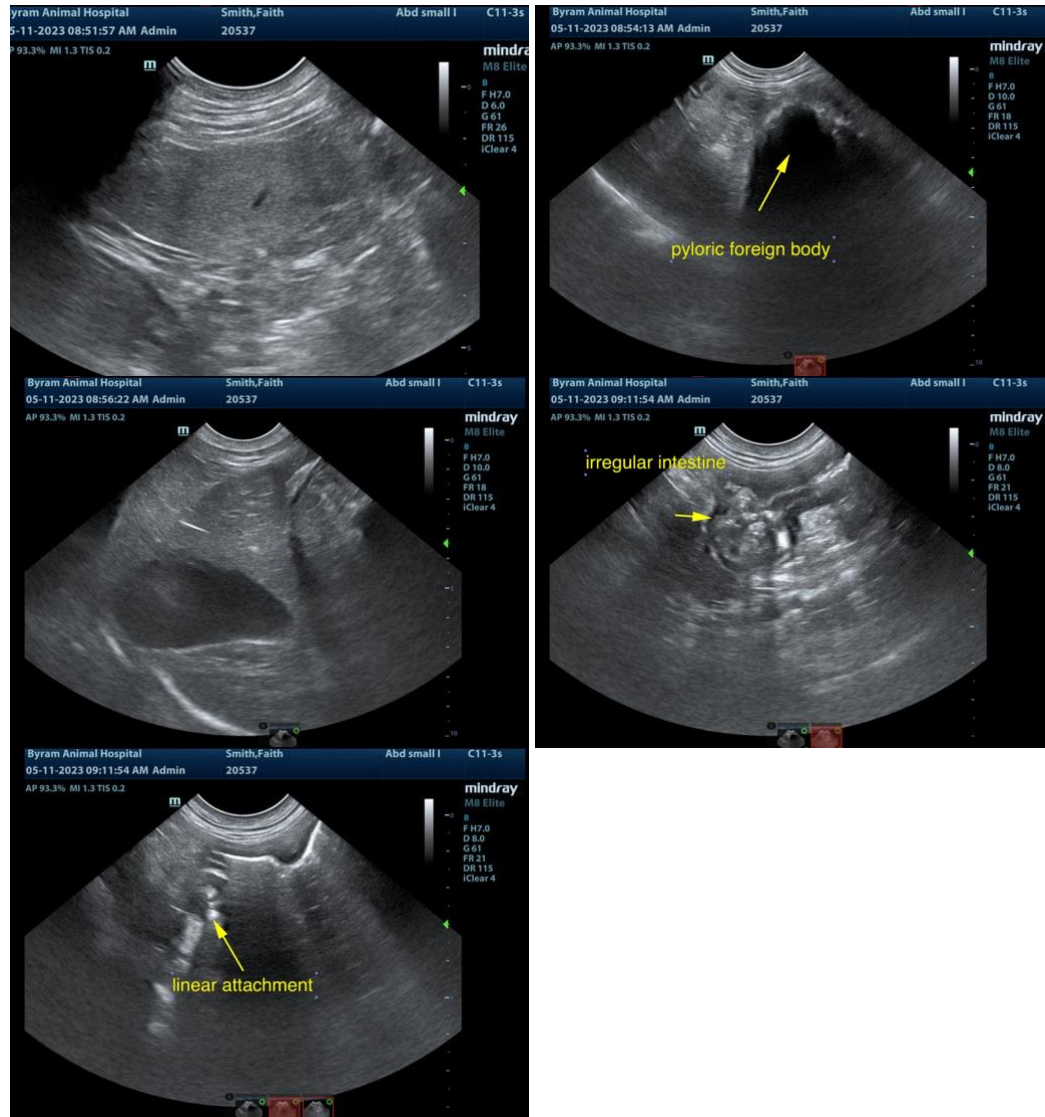 yram Animal Hospital Smith,Faith Abd small I C11-3s
5-11-2023 08:51:57 AM Admin 20537
P 93.3% MI 1.3 TIS 0.2
mindra
M8 Elite
m
B
F H7.0
D 6.0
G 61
FR 26
DR 115
iClear 4
0
5
Byram Animal Hospital Smith,Faith Abd small I C11-3s
05-11-2023 08:54:13 AM Admin 20537
AP 93.3% MI 1.3 TIS 0.2
mindray
M8 Elite
m
B
F H7.0
D 10.0
G 61
FR 18
DR 115
iClear 4
pyloric foreign body
10
Byram Animal Hospital Smith,Faith Abd small I C11-3s
05-11-2023 08:56:22 AM Admin 20537
AP 93.3% MI 1.3 TIS 0.2
mindray
M8 Elite
m
B
F H7.0
D 10.0
G 61
FR 18
DR 115
iClear 4
0
5
10
Byram Animal Hospital Smith,Faith Abd small I C11-3s
05-11-2023 09:11:54 AM Admin 20537
AP 93.3% MI 1.3 TIS 0.2
mindray
M8 Elite
m
B
F H7.0
D 8.0
G 61
FR 21
DR 115
iClear 4
irregular intestine
Byram Animal Hospital Smith,Faith Abd small I C11-3s
05-11-2023 09:11:54 AM Admin 20537
AP 93.3% MI 1.3 TIS 0.2
mindray
M8 Elite
m
B
F H7.0
D 8.0
G 61
FR 21
DR 115
iClear 4
linear attachment